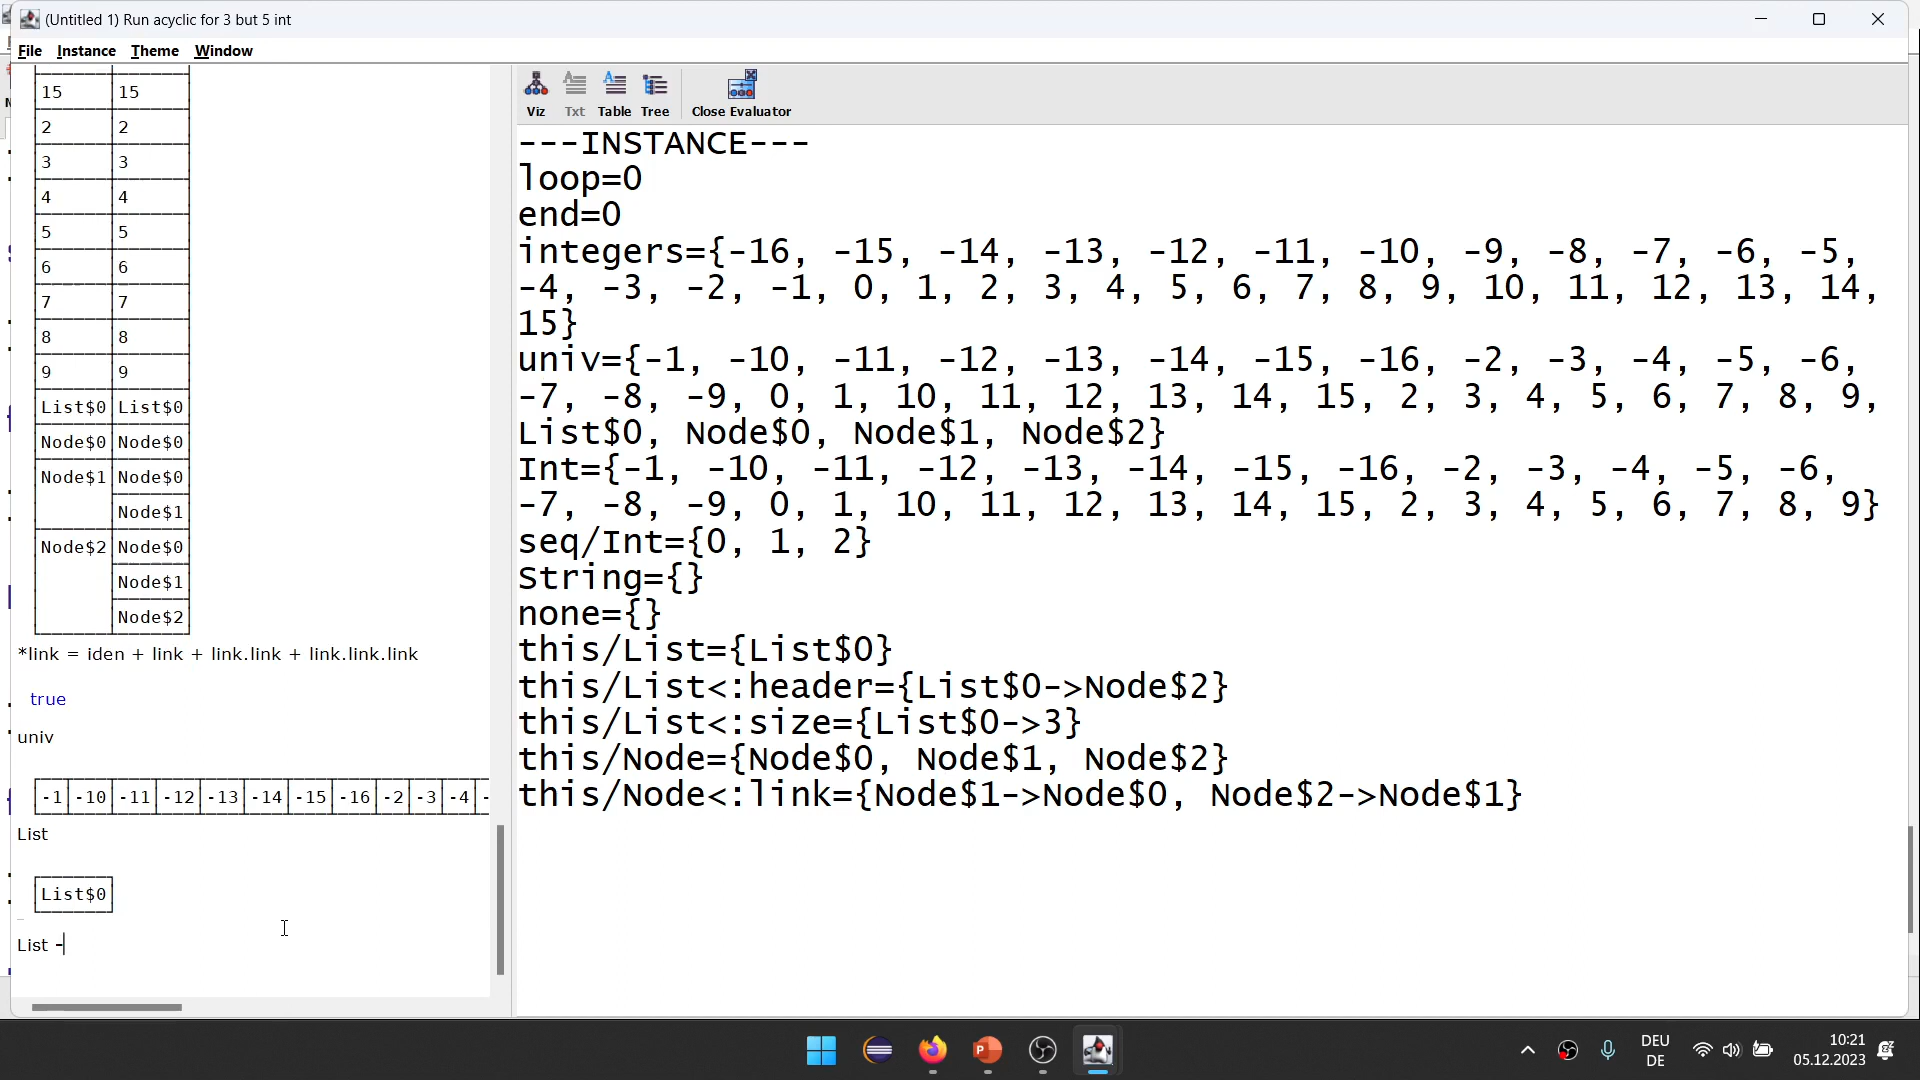 (Untitled 1) Run acyclic for 3 but 5 int
File Instance Theme Window
15 15
2 2
3 3
4 4
5 5
6 6
7 7
8 8
9 9
List$0 List$0
Node$0 Node$0
Node$1 Node$0
Node$1
Node$2 Node$0
Node$1
Node$2
*link = iden + link + link.link + link.link.link
true
univ
-1 -10 -11 -12 -13 -14 -15 -16 -2 -3 -4 -
List
List$0
List -
Viz Txt Table Tree Close Evaluator
---INSTANCE---
loop=0
end=0
integers={-16, -15, -14, -13, -12, -11, -10, -9, -8, -7, -6, -5,
-4, -3, -2, -1, 0, 1, 2, 3, 4, 5, 6, 7, 8, 9, 10, 11, 12, 13, 14,
15}
univ={-1, -10, -11, -12, -13, -14, -15, -16, -2, -3, -4, -5, -6,
-7, -8, -9, 0, 1, 10, 11, 12, 13, 14, 15, 2, 3, 4, 5, 6, 7, 8, 9,
List$0, Node$0, Node$1, Node$2}
Int={-1, -10, -11, -12, -13, -14, -15, -16, -2, -3, -4, -5, -6,
-7, -8, -9, 0, 1, 10, 11, 12, 13, 14, 15, 2, 3, 4, 5, 6, 7, 8, 9}
seq/Int={0, 1, 2}
String={}
none={}
this/List={List$0}
this/List<:header={List$0->Node$2}
this/List<:size={List$0->3}
this/Node={Node$0, Node$1, Node$2}
this/Node<:link={Node$1->Node$0, Node$2->Node$1}
DEU
DE
10:21
05.12.2023